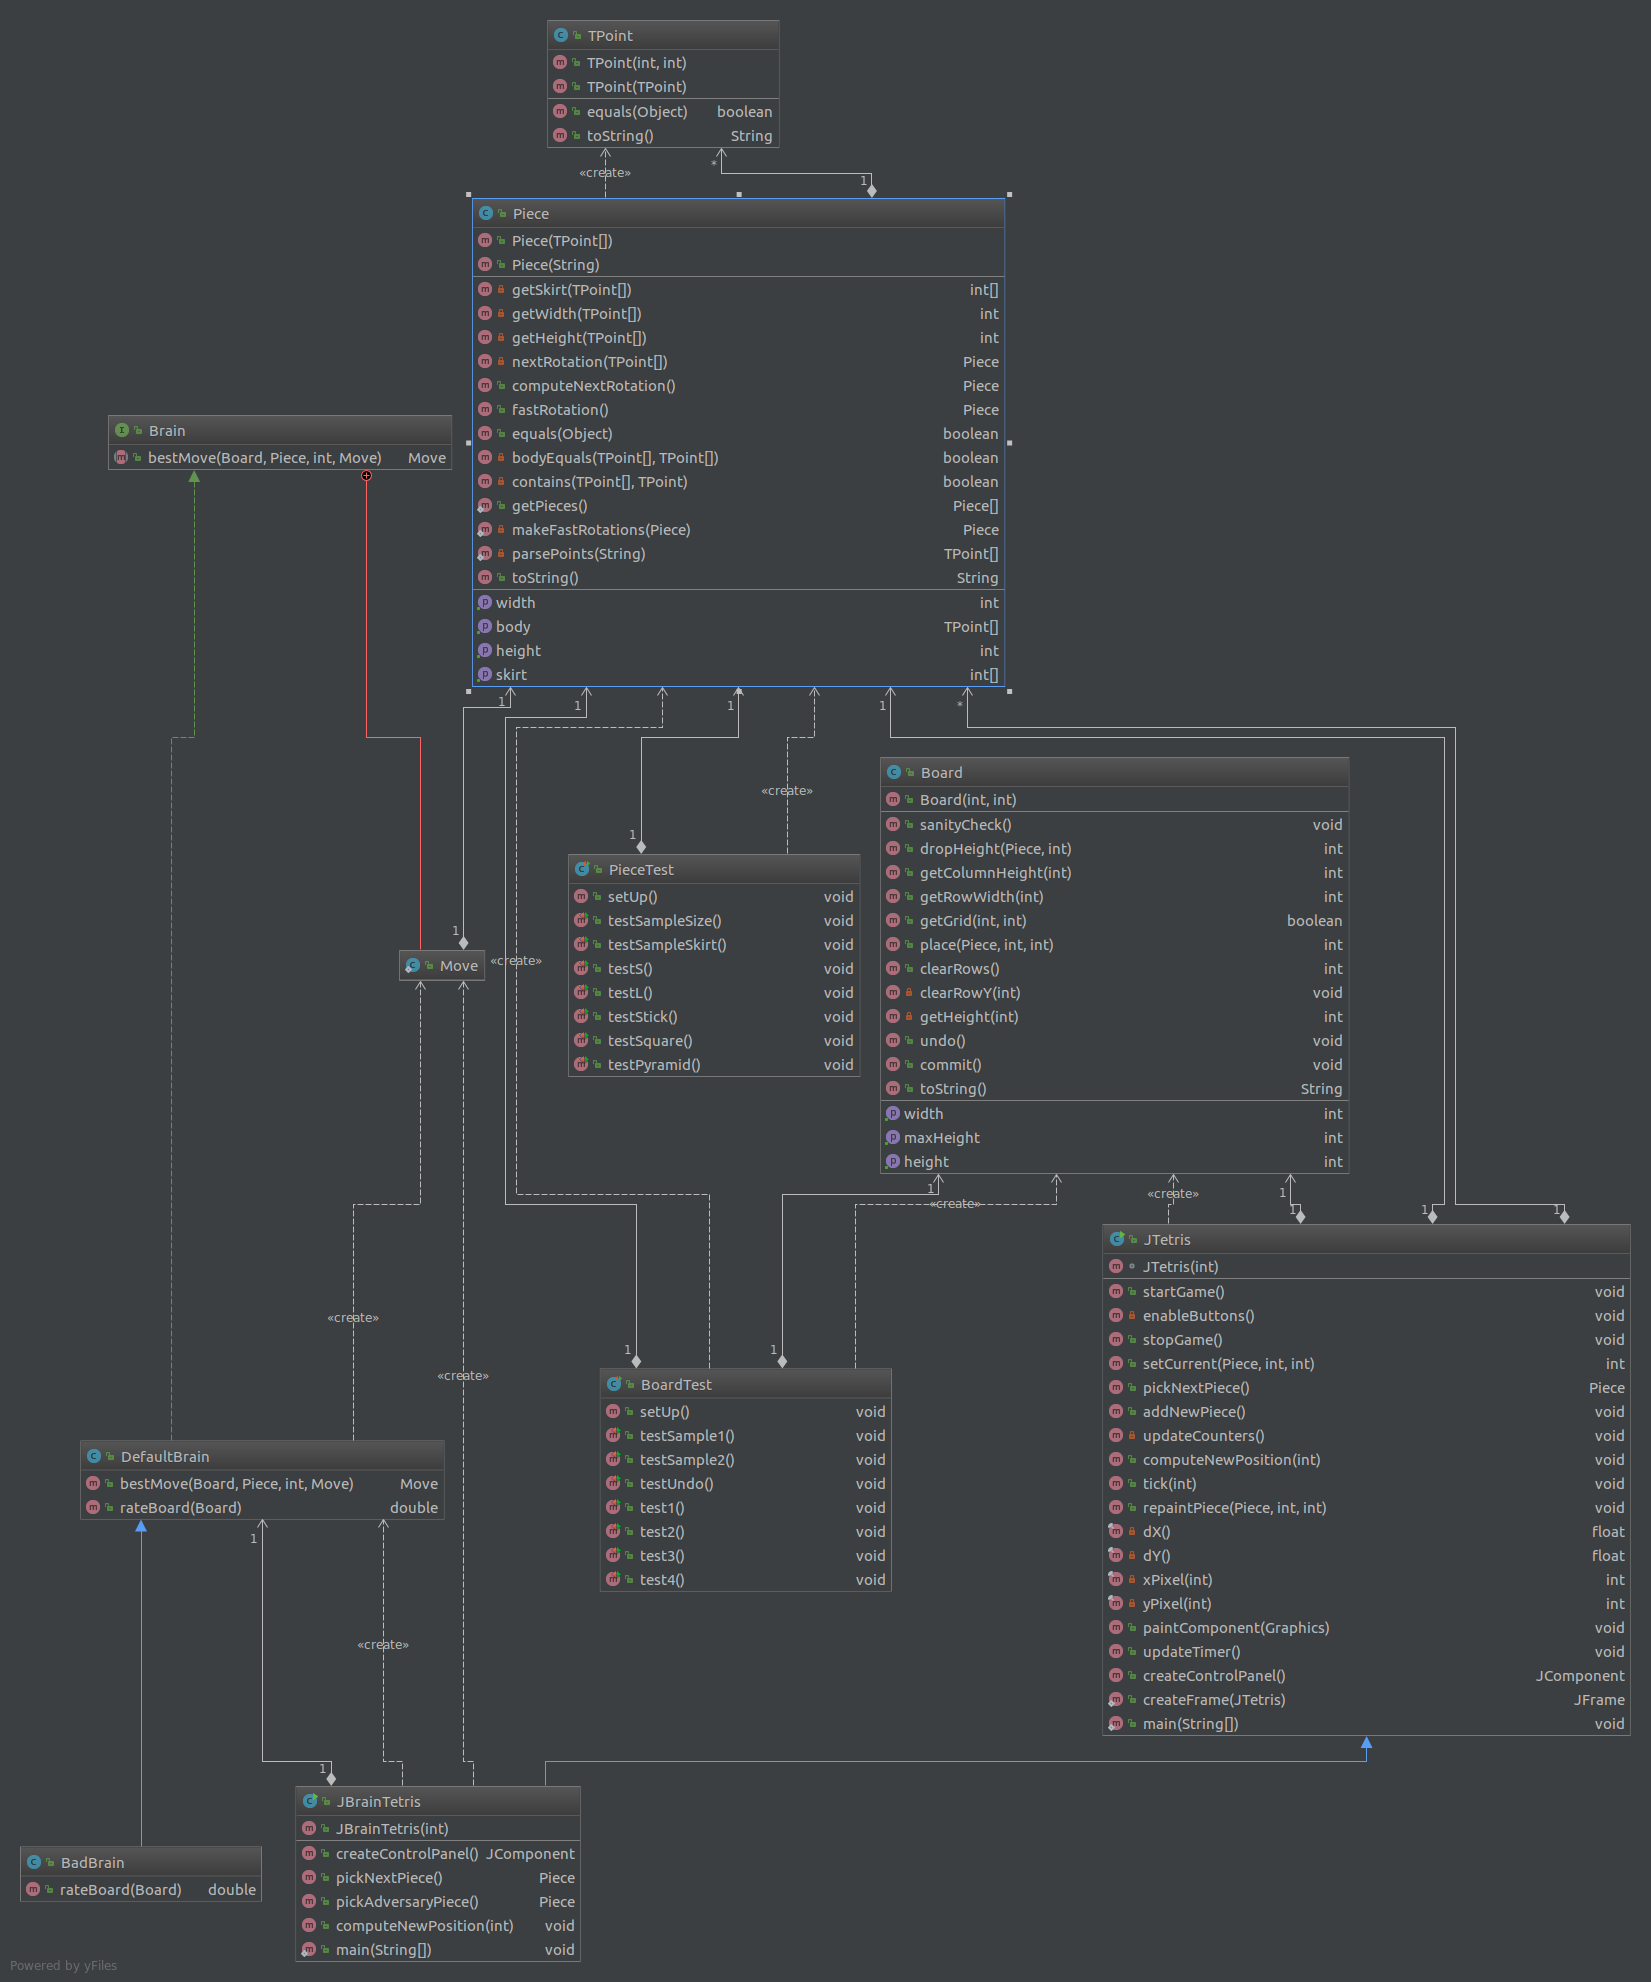 TPoint
TPoint(int, int)
TPoint(TPoint)
equals(Object) boolean
toString() String
«create»
*
1
Piece
Piece(TPoint[])
Piece(String)
getSkirt(TPoint[]) int[]
getWidth(TPoint[]) int
getHeight(TPoint[]) int
nextRotation(TPoint[]) Piece
computeNextRotation() Piece
fastRotation() Piece
equals(Object) boolean
bodyEquals(TPoint[], TPoint[]) boolean
contains(TPoint[], TPoint) boolean
getPieces() Piece[]
makeFastRotations(Piece) Piece
parsePoints(String) TPoint[]
toString() String
width int
body TPoint[]
height int
skirt int[]
Brain
bestMove(Board, Piece, int, Move) Move
1
1
1
1
*
«create»
Board
Board(int, int)
sanityCheck() void
dropHeight(Piece, int) int
getColumnHeight(int) int
getRowWidth(int) int
getGrid(int, int) boolean
place(Piece, int, int) int
clearRows() int
clearRowY(int) void
getHeight(int) int
undo() void
commit() void
toString() String
width int
maxHeight int
height int
1
PieceTest
setUp() void
testSampleSize() void
testSampleSkirt() void
testS() void
testL() void
testStick() void
testSquare() void
testPyramid() void
1
Move
«create»
1
«create»
«create»
1
1
1
1
JTetris
JTetris(int)
startGame() void
enableButtons() void
stopGame() void
setCurrent(Piece, int, int) int
pickNextPiece() Piece
addNewPiece() void
updateCounters() void
computeNewPosition(int) void
tick(int) void
repaintPiece(Piece, int, int) void
dX() float
dY() float
xPixel(int) int
yPixel(int) int
paintComponent(Graphics) void
updateTimer() void
createControlPanel() JComponent
createFrame(JTetris) JFrame
main(String[]) void
«create»
«create»
1
1
BoardTest
setUp() void
testSample1() void
testSample2() void
testUndo() void
test1() void
test2() void
test3() void
test4() void
DefaultBrain
bestMove(Board, Piece, int, Move) Move
rateBoard(Board) double
1
«create»
1
JBrainTetris
JBrainTetris(int)
createControlPanel() JComponent
pickNextPiece() Piece
pickAdversaryPiece() Piece
computeNewPosition(int) void
main(String[]) void
BadBrain
rateBoard(Board) double
Powered by yFiles